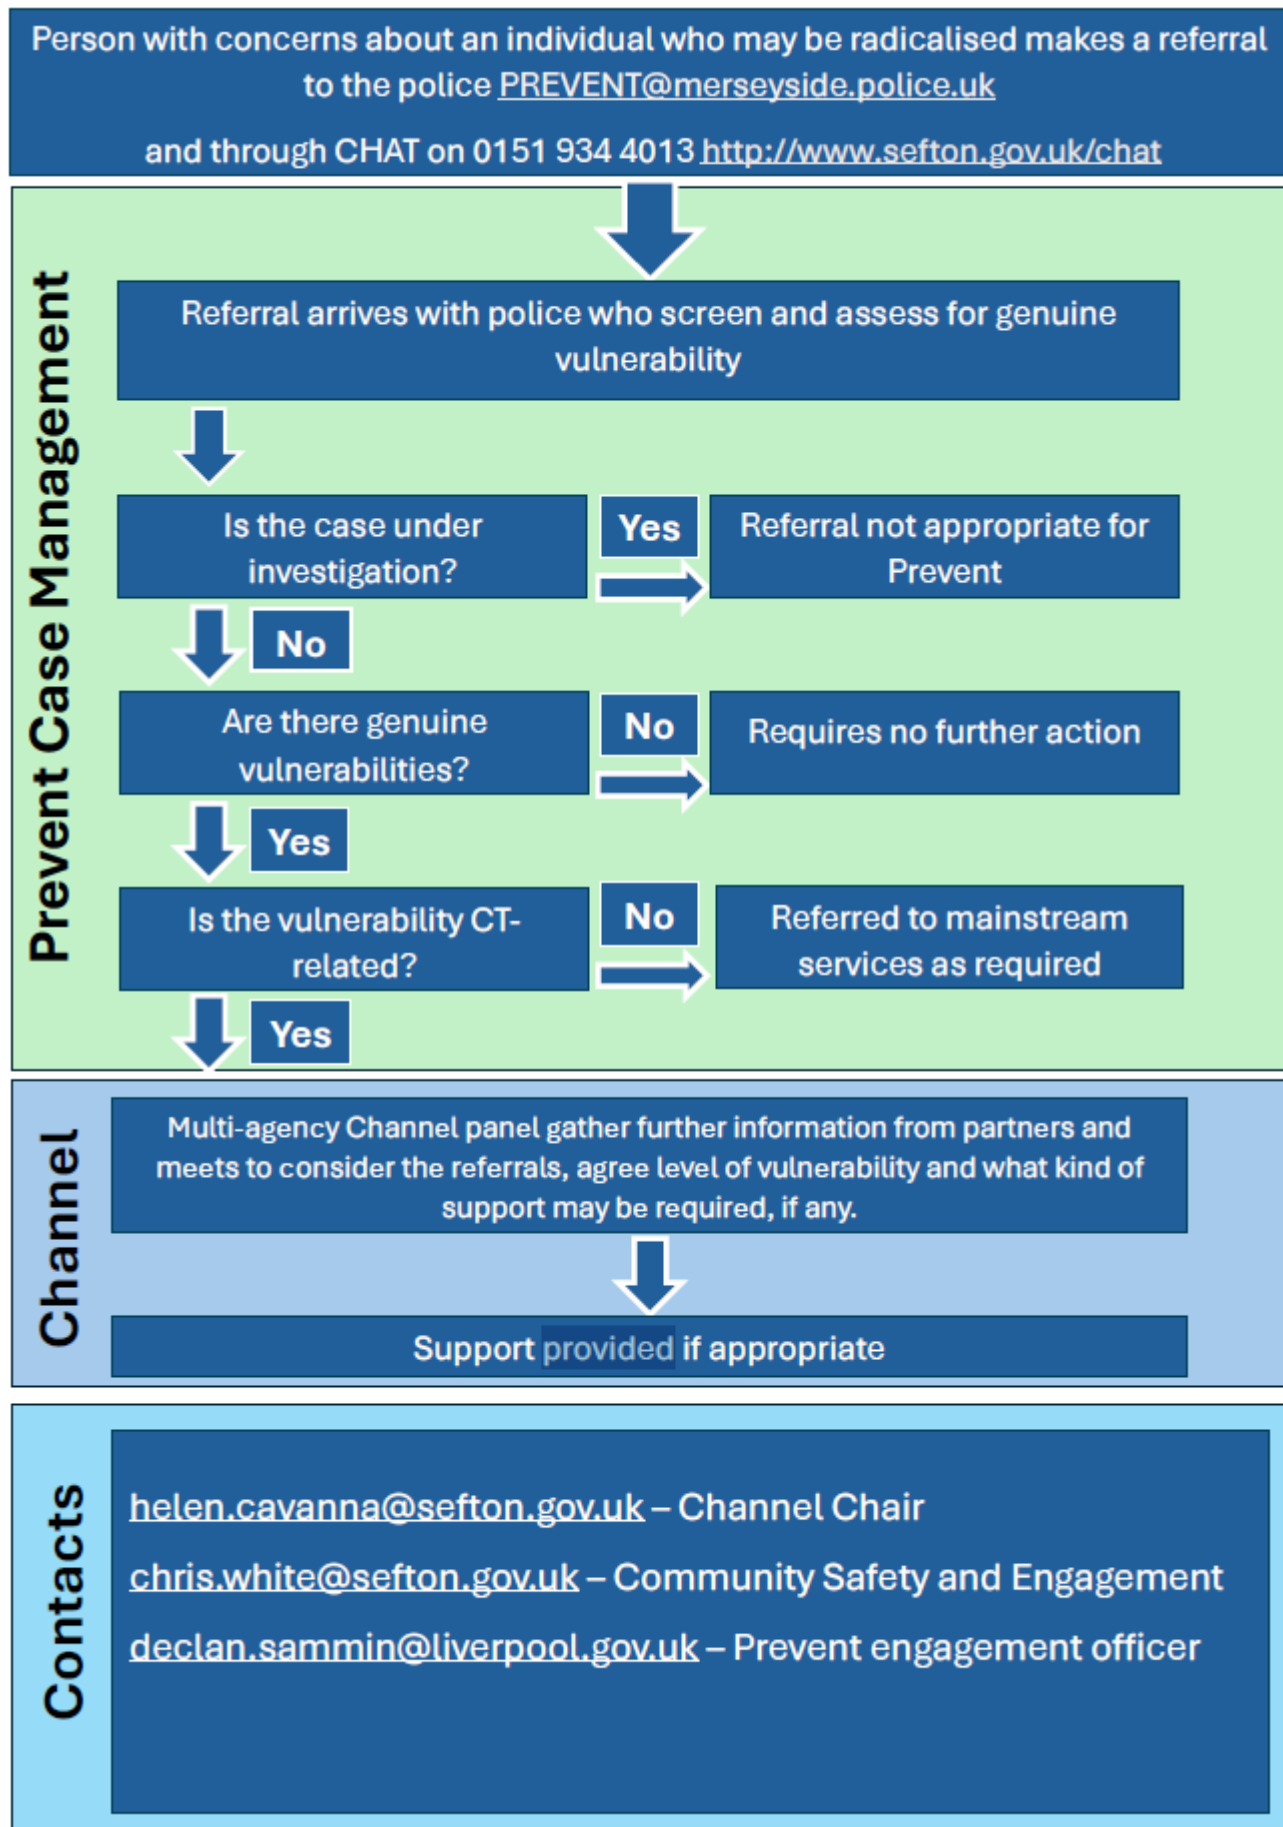 Person with concerns about an individual who may be radicalised makes a referral
to the police PREVENT@merseyside.police.uk
and through CHAT on 0151 934 4013 http://www.sefton.gov.uk/chat
Prevent Case Management
Referral arrives with police who screen and assess for genuine
vulnerability
Is the case under
investigation?
Yes
Referral not appropriate for
Prevent
No
Are there genuine
vulnerabilities?
No
Requires no further action
Yes
Is the vulnerability CT-
related?
No
Referred to mainstream
services as required
Yes
Channel
Multi-agency Channel panel gather further information from partners and
meets to consider the referrals, agree level of vulnerability and what kind of
support may be required, if any.
Support provided if appropriate
Contacts
helen.cavanna@sefton.gov.uk – Channel Chair
chris.white@sefton.gov.uk – Community Safety and Engagement
declan.sammin@liverpool.gov.uk – Prevent engagement officer